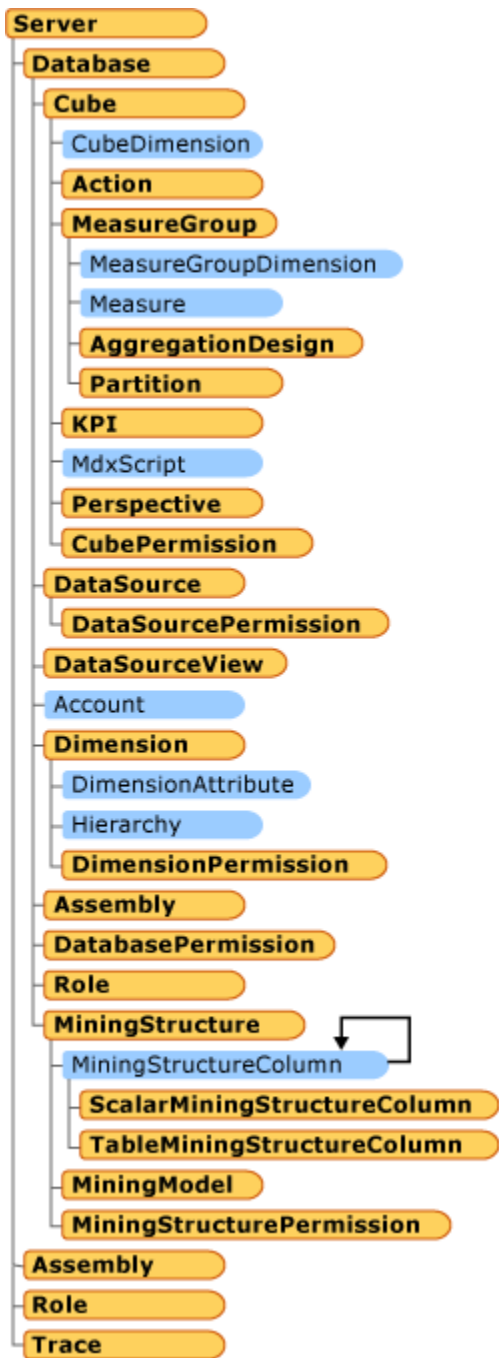 Server
Database
Cube
CubeDimension
Action
MeasureGroup
MeasureGroupDimension
Measure
AggregationDesign
Partition
KPI
MdxScript
Perspective
CubePermission
DataSource
DataSourcePermission
DataSourceView
Account
Dimension
DimensionAttribute
Hierarchy
DimensionPermission
Assembly
DatabasePermission
Role
MiningStructure
MiningStructureColumn
ScalarMiningStructureColumn
TableMiningStructureColumn
MiningModel
MiningStructurePermission
Assembly
Role
Trace